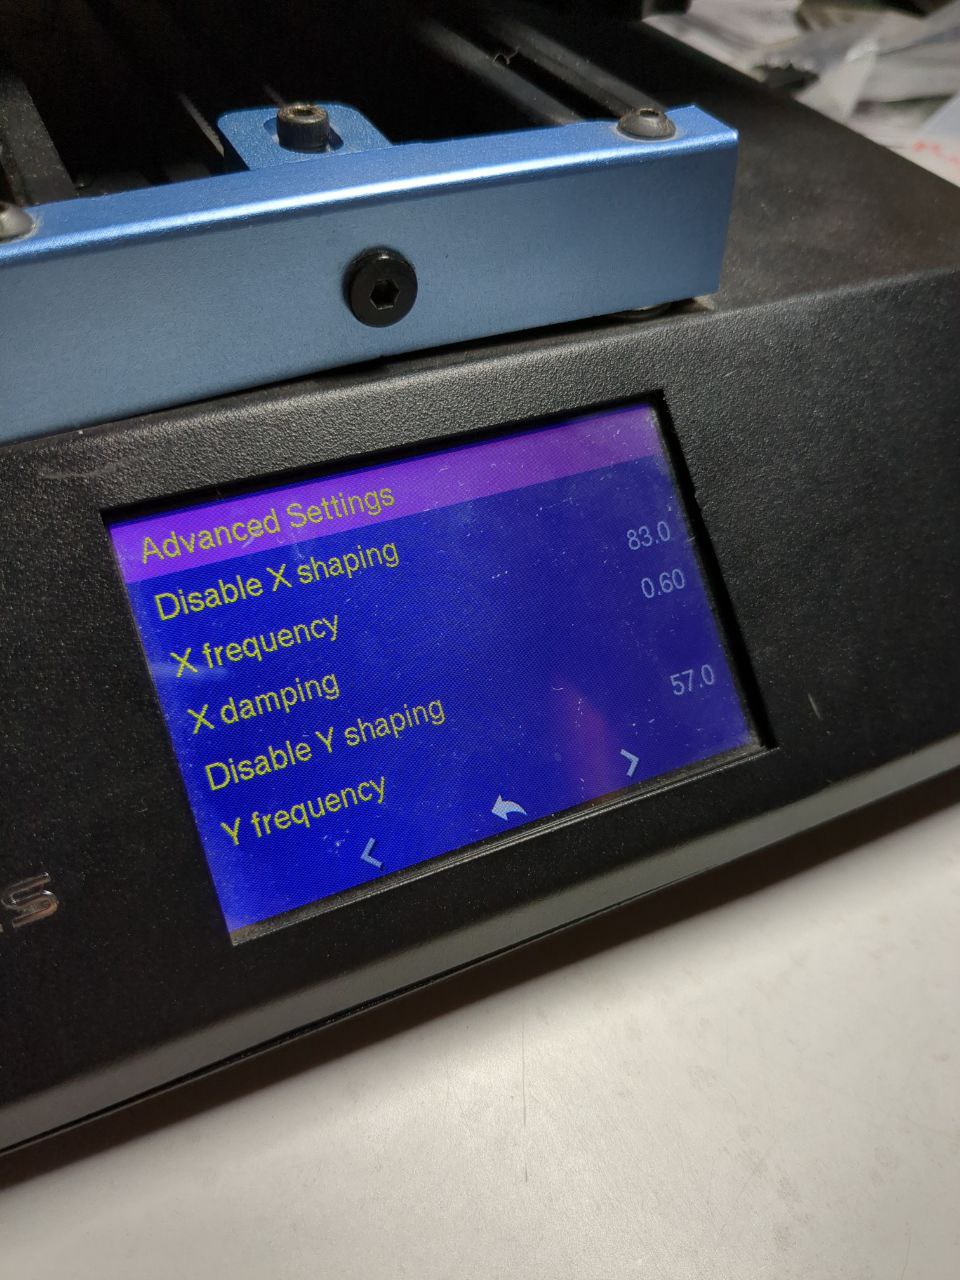 Advanced Settings
Disable X shaping
X frequency 83.0
X damping 0.60
Disable Y shaping
Y frequency 57.0